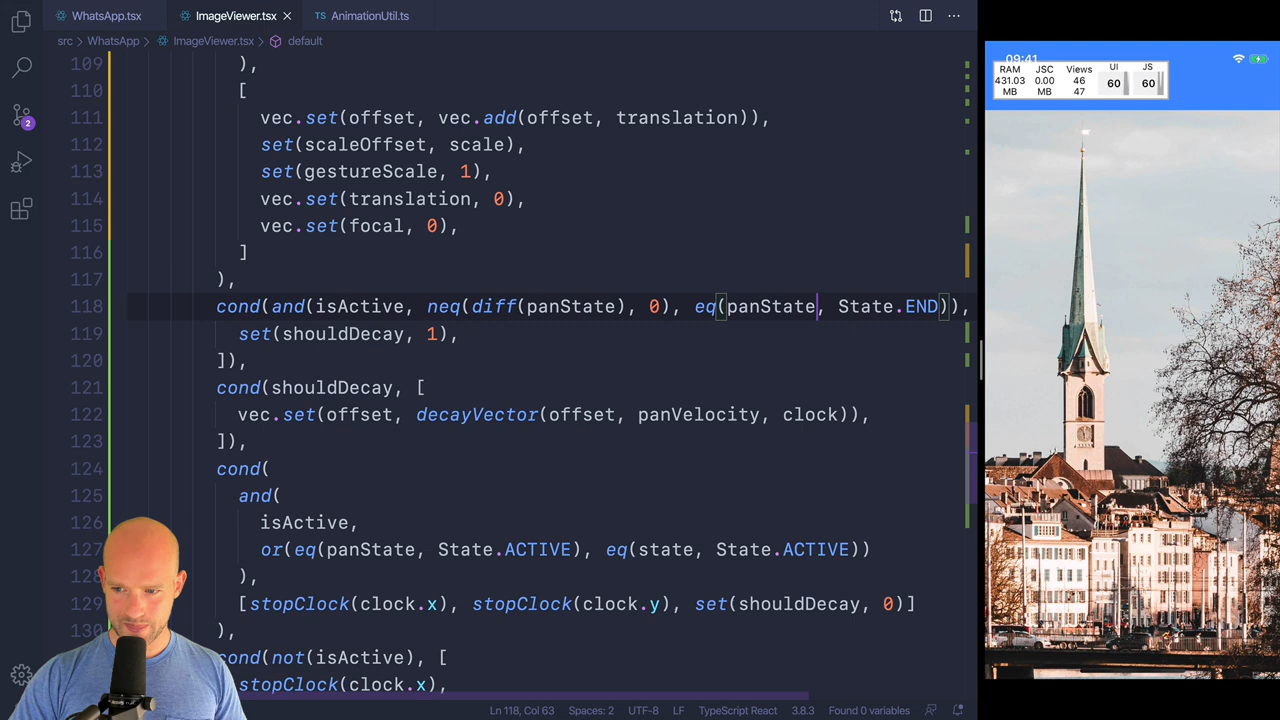 WhatsApp.tsx
ImageViewer.tsx
TS AnimationUtil.ts
src > WhatsApp > ImageViewer.tsx > default
109 ),
110 [
111 vec.set(offset, vec.add(offset, translation)),
112 set(scaleOffset, scale),
113 set(gestureScale, 1),
114 vec.set(translation, 0),
115 vec.set(focal, 0),
116 ]
117 ),
118 cond(and(isActive, neq(diff(panState), 0), eq(panState, State.END)),
119 set(shouldDecay, 1),
120 ]),
121 cond(shouldDecay, [
122 vec.set(offset, decayVector(offset, panVelocity, clock)),
123 ]),
124 cond(
125 and(
126 isActive,
127 or(eq(panState, State.ACTIVE), eq(state, State.ACTIVE))
128 ),
129 [stopClock(clock.x), stopClock(clock.y), set(shouldDecay, 0)]
130 ),
cond(not(isActive), [
stopClock(clock.x),
2
Ln 118, Col 63
Spaces: 2
UTF-8
LF
TypeScript React
3.8.3
Found 0 variables
09:41
RAM JSC Views UI JS
431.03 0.00 46 60 60
MB MB 47